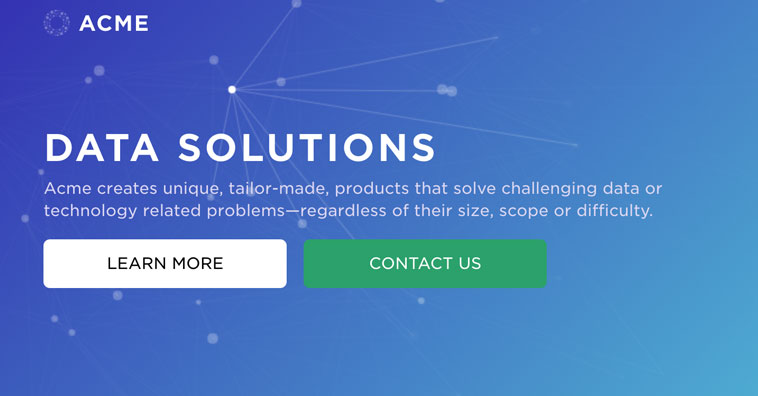 ACME
DATA SOLUTIONS
Acme creates unique, tailor-made, products that solve challenging data or
technology related problems—regardless of their size, scope or difficulty.
LEARN MORE
CONTACT US